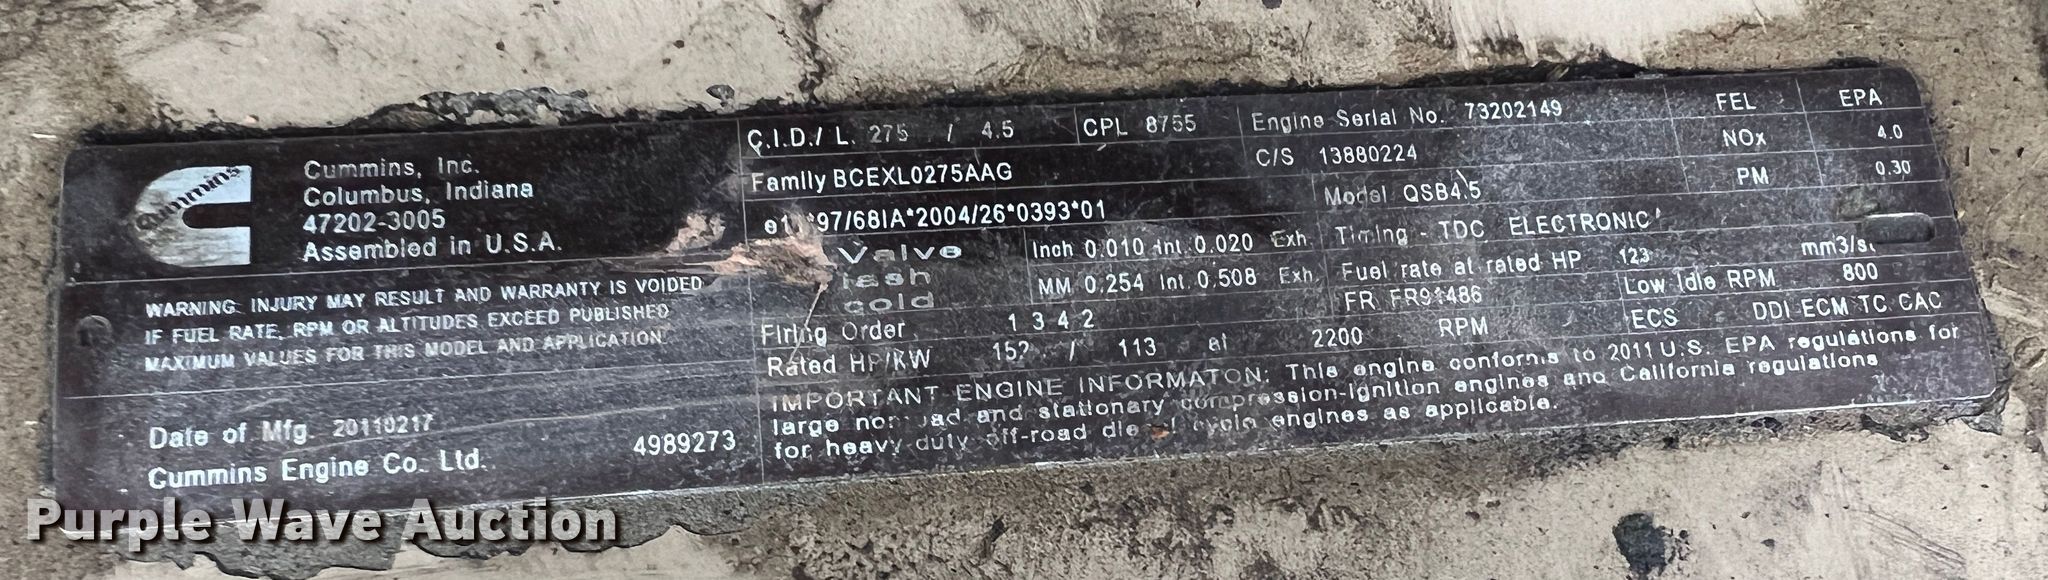 Cummins
Cummins, Inc.
Columbus, Indiana
47202-3005
Assembled in U.S.A.
WARNING: INJURY MAY RESULT AND WARRANTY IS VOIDED
IF FUEL RATE, RPM OR ALTITUDES EXCEED PUBLISHED
MAXIMUM VALUES FOR THIS MODEL AND APPLICATION
Date of Mfg. 20110217
Cummins Engine Co. Ltd. 4989273
C.I.D./ L. 275 / 4.5 CPL 8755
Family BCEXL0275AAG
97/68IA*2004/26*0393*01
Valve lash cold
Inch 0.010 Int. 0.020 Exh.
MM 0.254 Int. 0.508 Exh.
Firing Order 1 3 4 2
Rated HP/KW / 113 at 2200 RPM
Engine Serial No. 73202149
C/S 13880224
Model QSB4.5
Timing - TDC ELECTRONIC
Fuel rate at rated HP 123
FR FR91486
FEL EPA
NOx 4.0
PM 0.30
Low Idle RPM 800
ECS DDI ECM TC CAC
IMPORTANT ENGINE INFORMATON: This engine conforms to 2011 U.S. EPA regulations for
large and stationary compression-ignition engines and California regulations
for heavy duty off-road cycle engines as applicable.
Purple Wave Auction